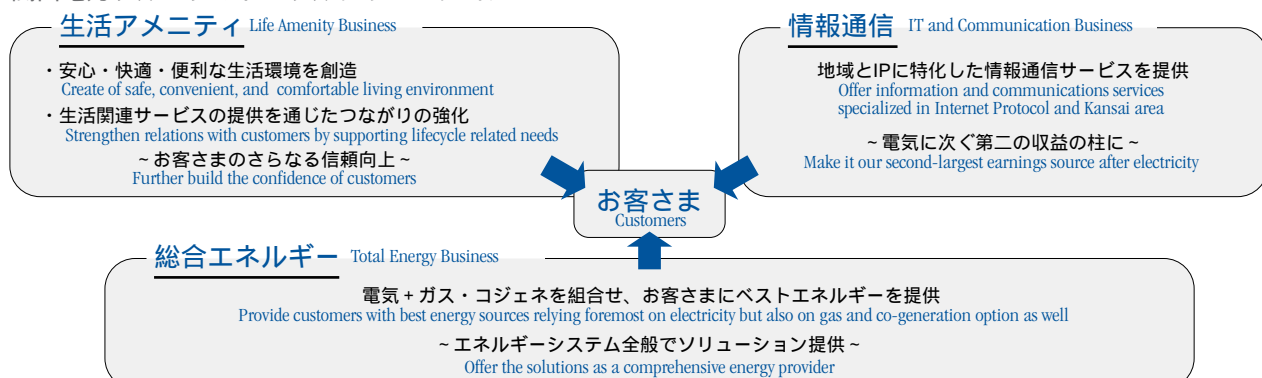 生活アメニティ Life Amenity Business
・安心・快適・便利な生活環境を創造
Create of safe, convenient, and comfortable living environment
・生活関連サービスの提供を通じたつながりの強化
Strengthen relations with customers by supporting lifecycle related needs
~お客さまのさらなる信頼向上~
Further build the confidence of customers
情報通信 IT and Communication Business
地域とIPに特化した情報通信サービスを提供
Offer information and communications services
specialized in Internet Protocol and Kansai area
~電気に次ぐ第二の収益の柱に~
Make it our second-largest earnings source after electricity
お客さま
Customers
総合エネルギー Total Energy Business
電気+ガス・コジェネを組合せ、お客さまにベストエネルギーを提供
Provide customers with best energy sources relying foremost on electricity but also on gas and co-generation option as well
~エネルギーシステム全般でソリューション提供~
Offer the solutions as a comprehensive energy provider